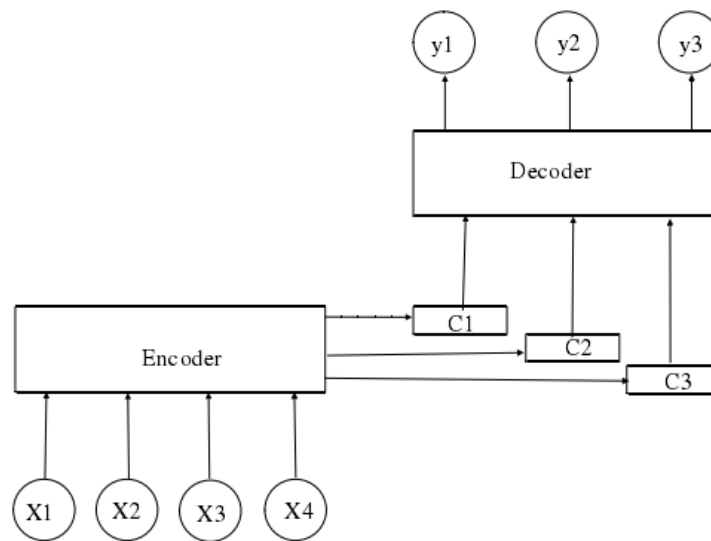 y1 y2 y3
Decoder
C1
C2
Encoder
C3
X1 X2 X3 X4